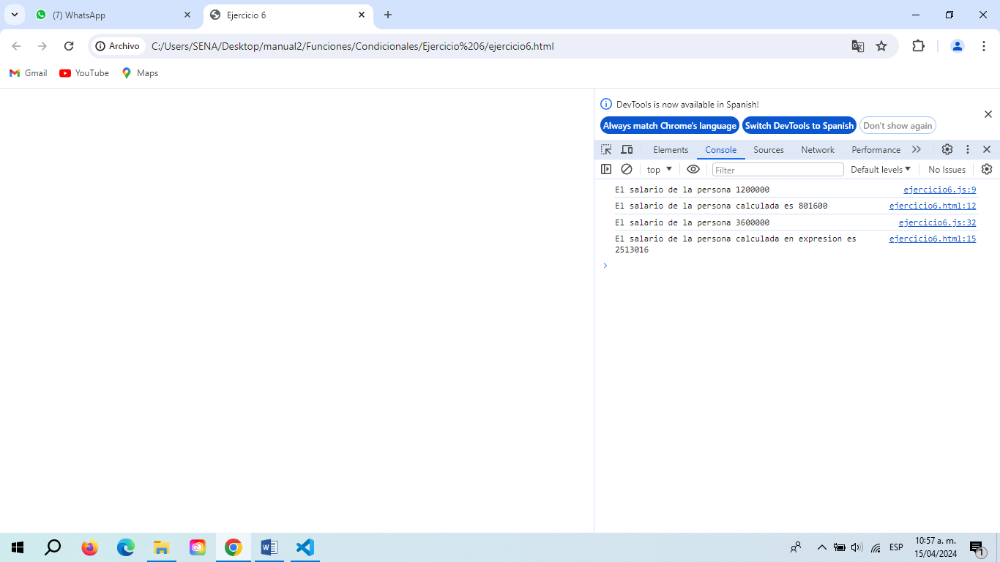 (7) WhatsApp
Ejercicio 6
Archivo
C:/Users/SENA/Desktop/manual2/Funciones/Condicionales/Ejercicio%206/ejercicio6.html
Gmail
YouTube
Maps
DevTools is now available in Spanish!
Always match Chrome's language
Switch DevTools to Spanish
Don't show again
Elements
Console
Sources
Network
Performance
top
Filter
Default levels
No Issues
El salario de la persona 1200000
ejercicio6.js:9
El salario de la persona calculada es 801600
ejercicio6.html:12
El salario de la persona 3600000
ejercicio6.js:32
El salario de la persona calculada en expresion es
ejercicio6.html:15
2513016
ESP
10:57 a. m.
15/04/2024
1